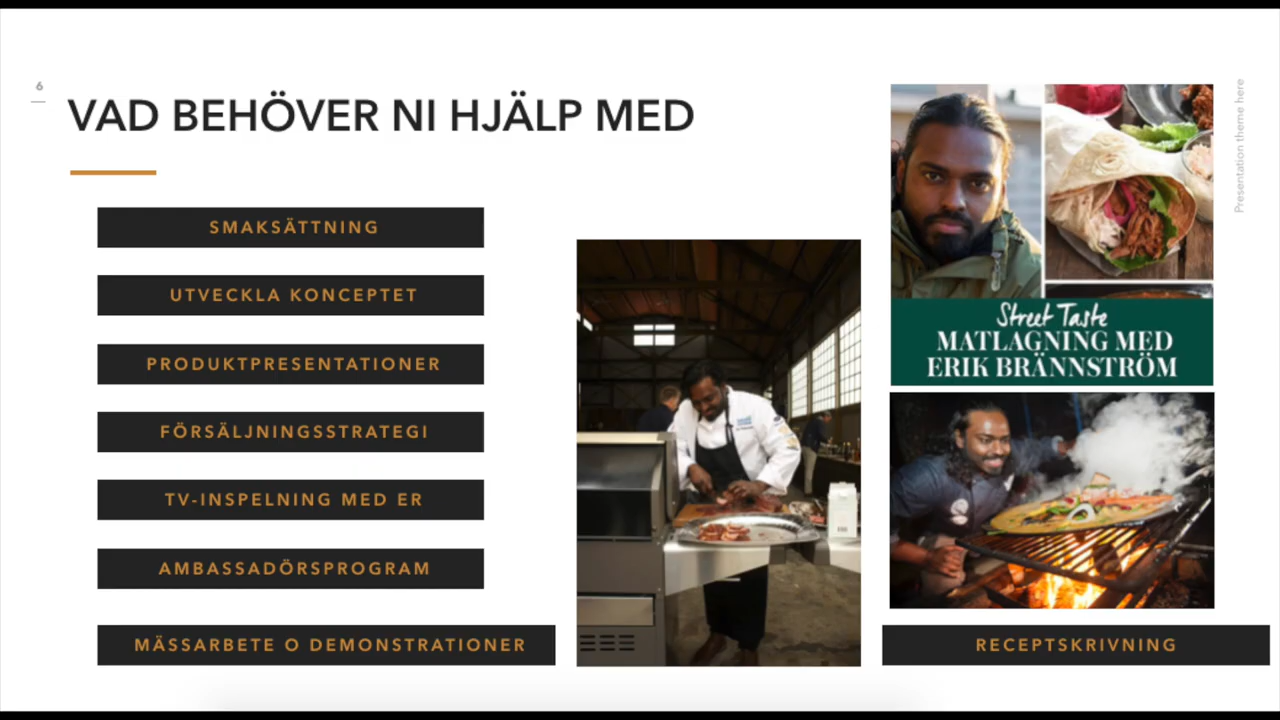 6
VAD BEHÖVER NI HJÄLP MED
Presentation theme here
SMAKSÄTTNING
UTVECKLA KONCEPTET
PRODUKTPRESENTATIONER
FÖRSÄLJNINGSSTRATEGI
TV-INSPELNING MED ER
AMBASSADÖRSPROGRAM
MÄSSARBETE O DEMONSTRATIONER
Street Taste
MATLAGNING MED
ERIK BRÄNNSTRÖM
RECEPTSKRIVNING